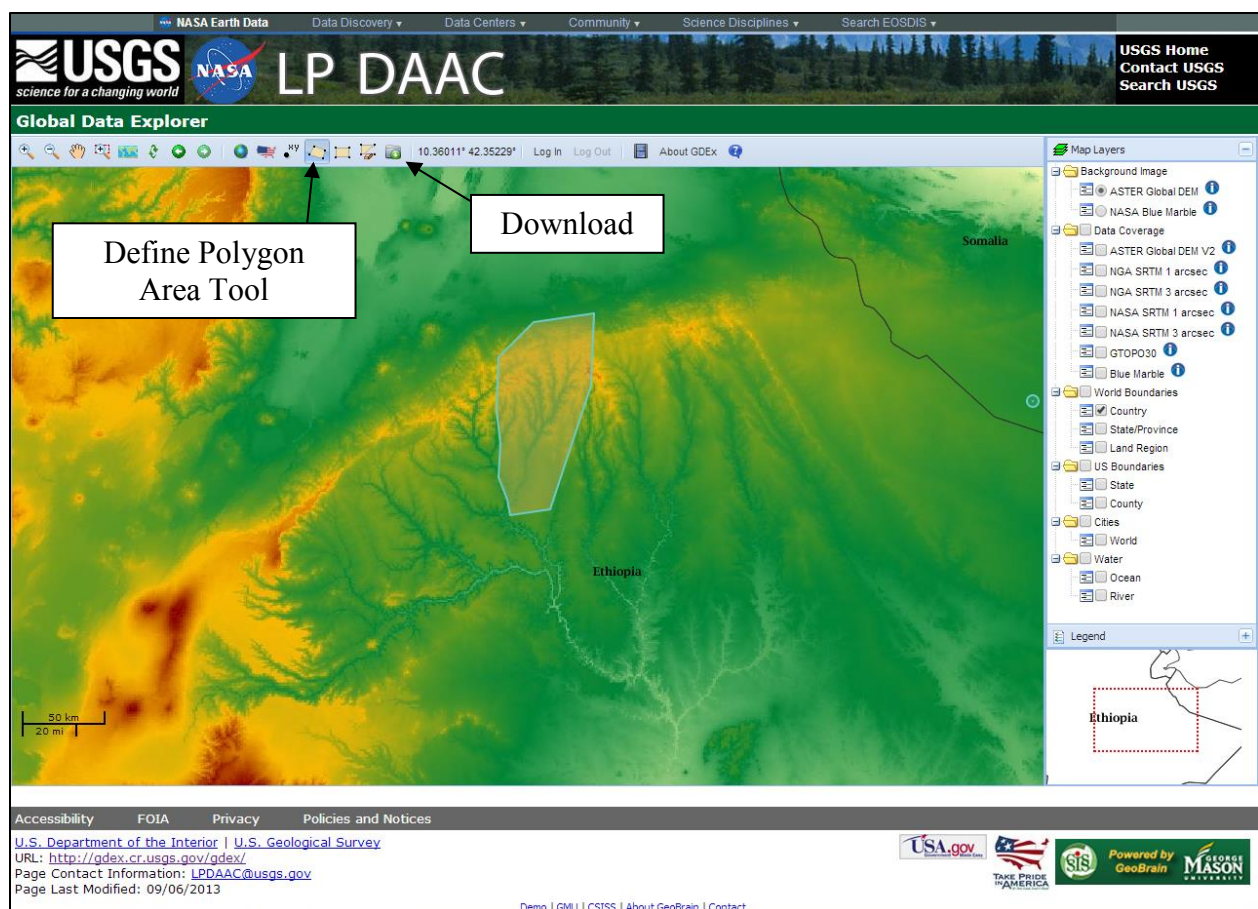 NASA Earth Data Data Discovery ▾ Data Centers ▾ Community ▾ Science Disciplines ▾ Search EOSDIS ▾
USGS
science for a changing world
NASA
LP DAAC
USGS Home
Contact USGS
Search USGS
Global Data Explorer
XY 10.36011° 42.35229° Log In Log Out About GDEx
Define Polygon
Area Tool
Download
Somalia
Ethiopia
50 km
20 mi
Map Layers
Background Image
ASTER Global DEM
NASA Blue Marble
Data Coverage
ASTER Global DEM V2
NGA SRTM 1 arcsec
NGA SRTM 3 arcsec
NASA SRTM 1 arcsec
NASA SRTM 3 arcsec
GTOPO30
Blue Marble
World Boundaries
Country
State/Province
Land Region
US Boundaries
State
County
Cities
World
Water
Ocean
River
Legend
Ethiopia
Accessibility FOIA Privacy Policies and Notices
U.S. Department of the Interior | U.S. Geological Survey
URL: http://gdex.cr.usgs.gov/gdex/
Page Contact Information: LPDAAC@usgs.gov
Page Last Modified: 09/06/2013
USA.gov
Government Made Easy
TAKE PRIDE
IN AMERICA
Powered by
GeoBrain
GEORGE
MASON
UNIVERSITY
Demo | GMU | CSISS | About GeoBrain | Contact